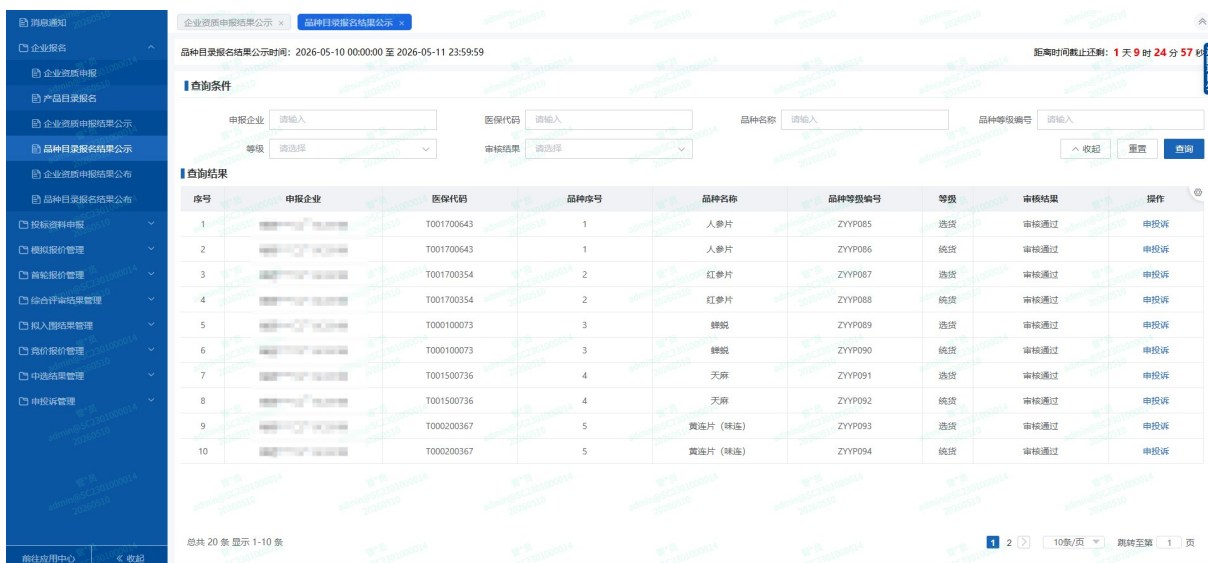 消息通知
企业报名
企业资质申报
产品目录报名
企业资质申报结果公示
品种目录报名结果公示
企业资质申报结果公布
品种目录报名结果公布
投标资料申报
模拟报价管理
首轮报价管理
综合评审结果管理
拟入围结果管理
竞价报价管理
中选结果管理
申投诉管理
前往应用中心 《 收起
企业资质申报结果公示 × 品种目录报名结果公示 ×
品种目录报名结果公示时间：2026-05-10 00:00:00 至 2026-05-11 23:59:59 距离时间截止还剩：1 天 9 时 24 分 57 秒
查询条件
申报企业 请输入 医保代码 请输入 品种名称 请输入 品种等级编号 请输入
等级 请选择 审核结果 请选择 收起 重置 查询
查询结果
序号 申报企业 医保代码 品种序号 品种名称 品种等级编号 等级 审核结果 操作
1 T001700643 1 人参片 ZYYP085 选货 审核通过 申投诉
2 T001700643 1 人参片 ZYYP086 统货 审核通过 申投诉
3 T001700354 2 红参片 ZYYP087 选货 审核通过 申投诉
4 T001700354 2 红参片 ZYYP088 统货 审核通过 申投诉
5 T000100073 3 蝉蜕 ZYYP089 选货 审核通过 申投诉
6 T000100073 3 蝉蜕 ZYYP090 统货 审核通过 申投诉
7 T001500736 4 天麻 ZYYP091 选货 审核通过 申投诉
8 T001500736 4 天麻 ZYYP092 统货 审核通过 申投诉
9 T000200367 5 黄连片（味连） ZYYP093 选货 审核通过 申投诉
10 T000200367 5 黄连片（味连） ZYYP094 统货 审核通过 申投诉
总共 20 条 显示 1-10 条 1 2 10条/页 跳转至第 1 页